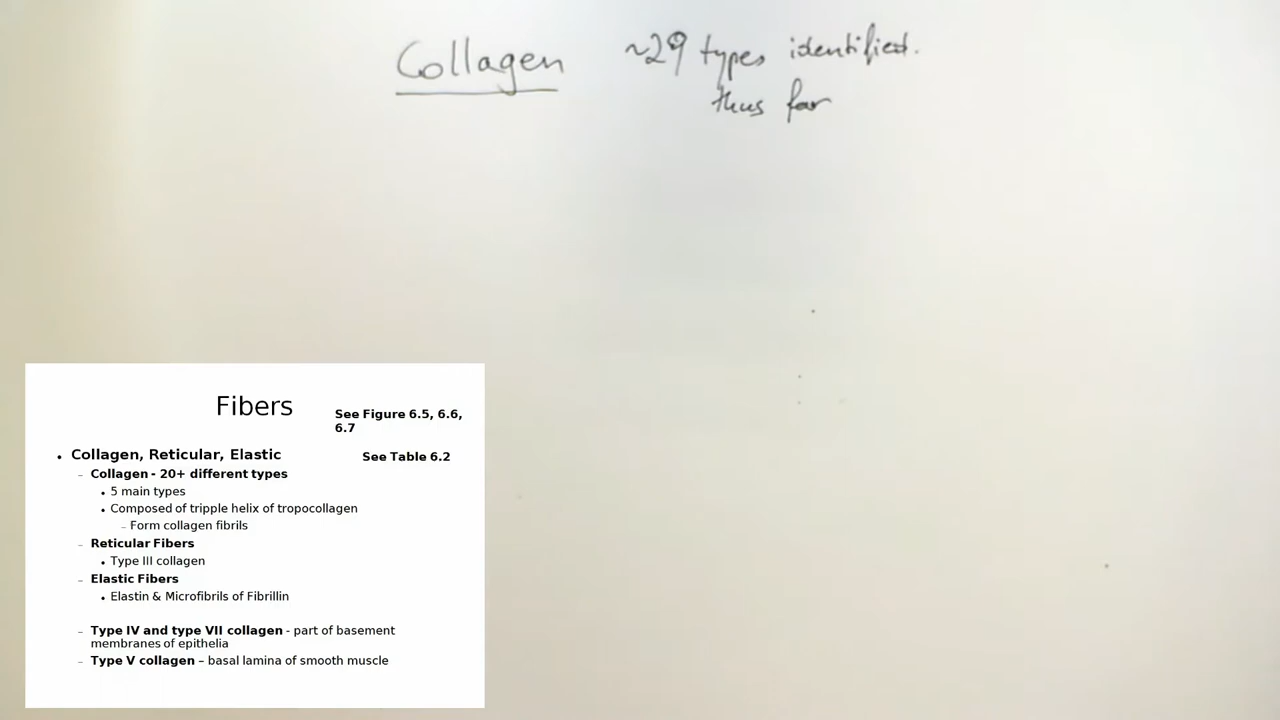 Collagen ~29 types identified.
thus far
Fibers
See Figure 6.5, 6.6,
6.7
• Collagen, Reticular, Elastic
See Table 6.2
– Collagen - 20+ different types
• 5 main types
• Composed of tripple helix of tropocollagen
– Form collagen fibrils
– Reticular Fibers
• Type III collagen
– Elastic Fibers
• Elastin & Microfibrils of Fibrillin
– Type IV and type VII collagen - part of basement
membranes of epithelia
– Type V collagen – basal lamina of smooth muscle